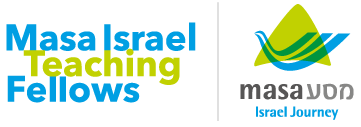 Masa Israel
Teaching
Fellows
masa מסע
Israel Journey